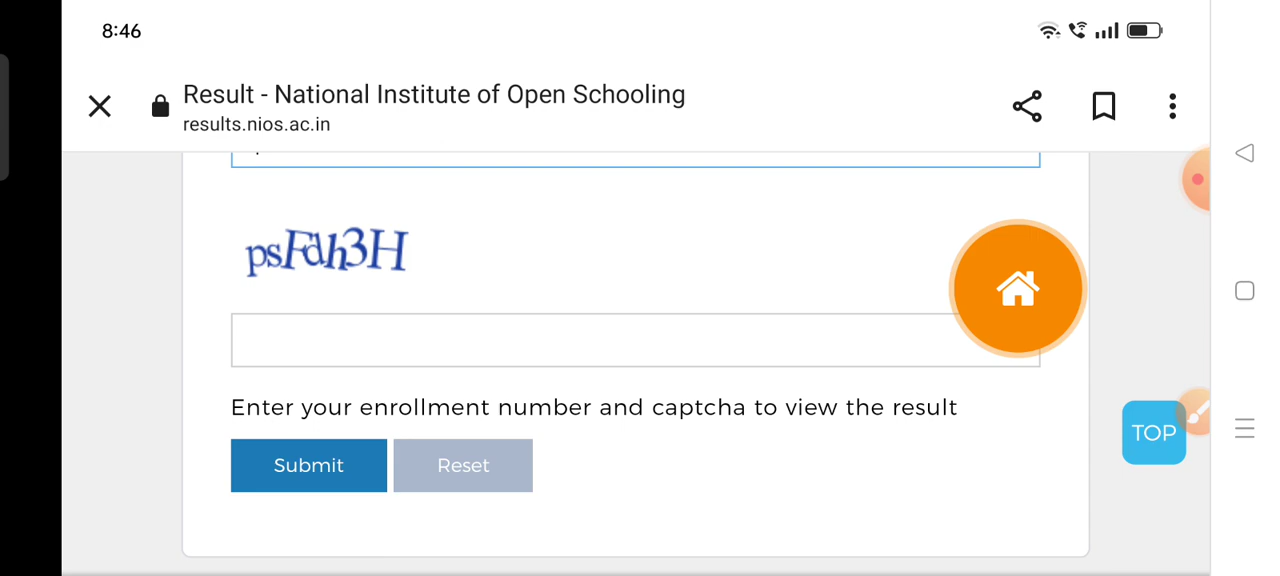 8:46
Result - National Institute of Open Schooling
results.nios.ac.in
psFdh3H
Enter your enrollment number and captcha to view the result
Submit
Reset
TOP